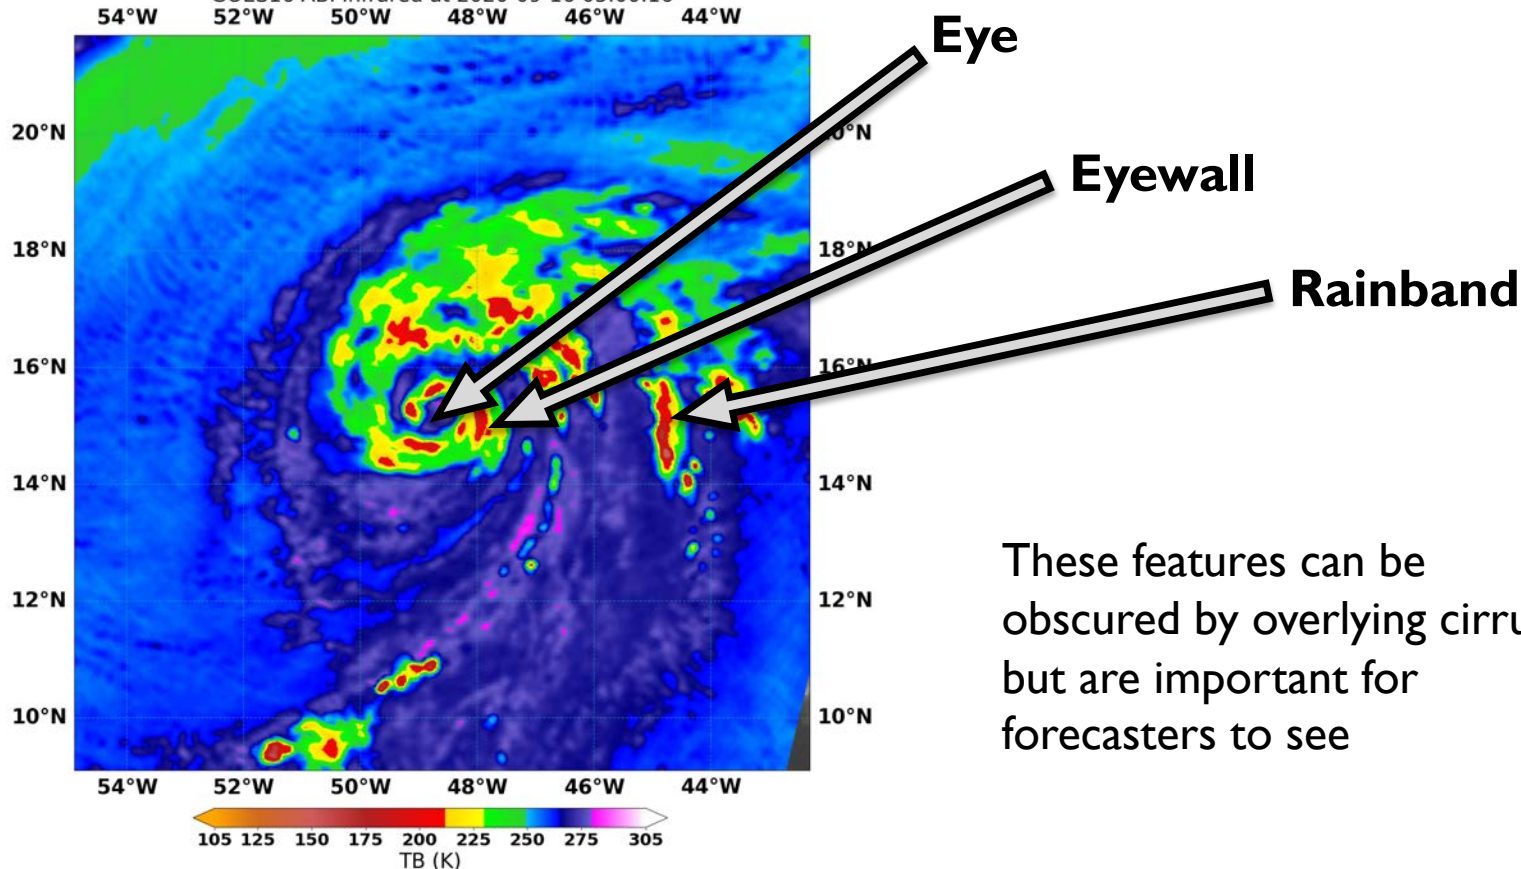 54°W 52°W 50°W 48°W 46°W 44°W
Eye
20°N
Eyewall
18°N 18°N
Rainband
16°N 16°N
14°N 14°N
These features can be
12°N 12°N
obscured by overlying
but are important for
10°N 10°N
forecasters to see
54°W 52°W 50°W 48°W 46°W 44°W
105 125 150 175 200 225 250 275 305
TB (K)